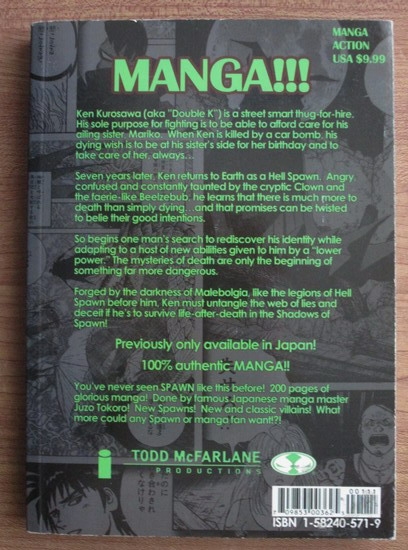 MANGA
ACTION
USA $9.99
MANGA!!!
Ken Kurosawa (aka "Double K") is a street smart thug-for-hire.
His sole purpose for fighting is to be able to afford care for his
ailing sister, Mariko. When Ken is killed by a car bomb, his
dying wish is to be at his sister's side for her birthday and to
take care of her, always...
Seven years later, Ken returns to Earth as a Hell Spawn. Angry,
confused and constantly taunted by the cryptic Clown and
the faerie-like Beelzebub, he learns that there is much more to
death than simply dying...and that promises can be twisted
to belie their good intentions.
So begins one man's search to rediscover his identity while
adapting to a host of new abilities given to him by a "lower
power." The mysteries of death are only the beginning of
something far more dangerous.
Forged by the darkness of Malebolgia, like the legions of Hell
Spawn before him, Ken must untangle the web of lies and
deceit if he's to survive life-after-death in the Shadows of
Spawn!
Previously only available in Japan!
100% authentic MANGA!!
You've never seen SPAWN like this before! 200 pages of
glorious manga! Done by famous Japanese manga master
Juzo Tokoro! New Spawns! New and classic villains! What
more could any Spawn or manga fan want!?!
TODD McFARLANE
PRODUCTIONS
00111
ISBN 1-58240-571-9